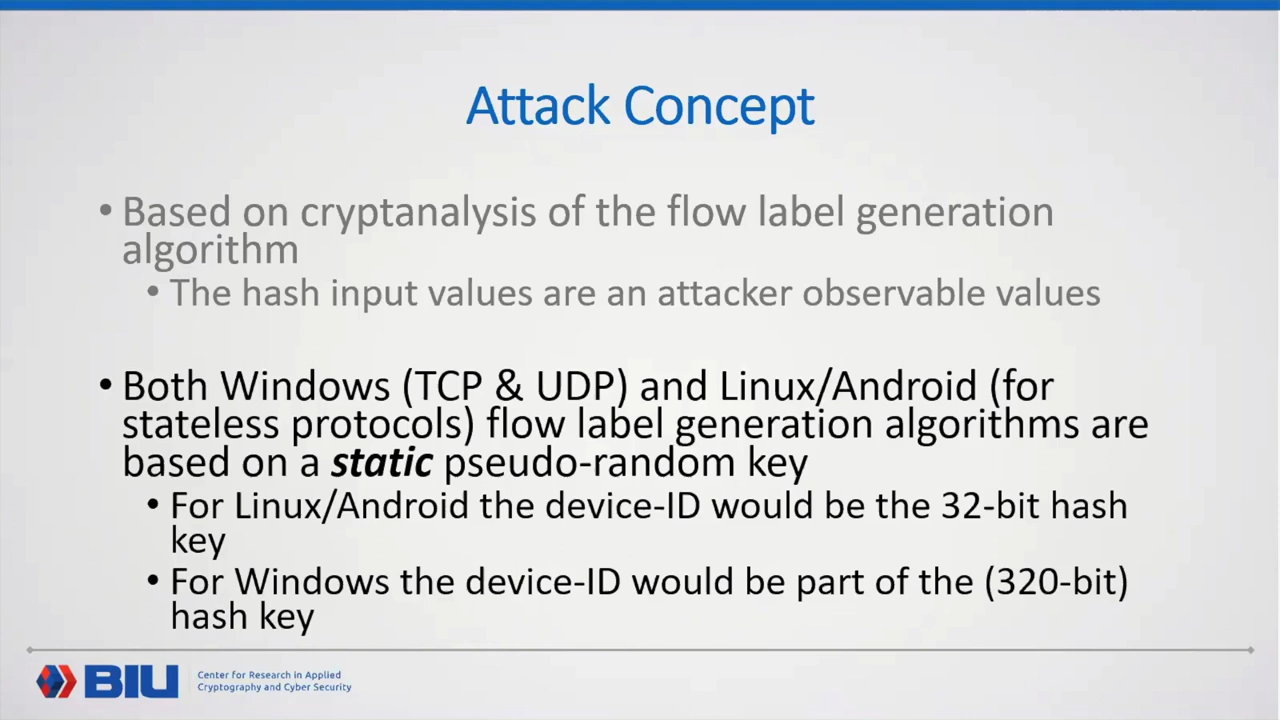 Attack Concept
• Based on cryptanalysis of the flow label generation
algorithm
• The hash input values are an attacker observable values
• Both Windows (TCP & UDP) and Linux/Android (for
stateless protocols) flow label generation algorithms are
based on a static pseudo-random key
• For Linux/Android the device-ID would be the 32-bit hash
key
• For Windows the device-ID would be part of the (320-bit)
hash key
BIU
Center for Research in Applied
Cryptography and Cyber Security